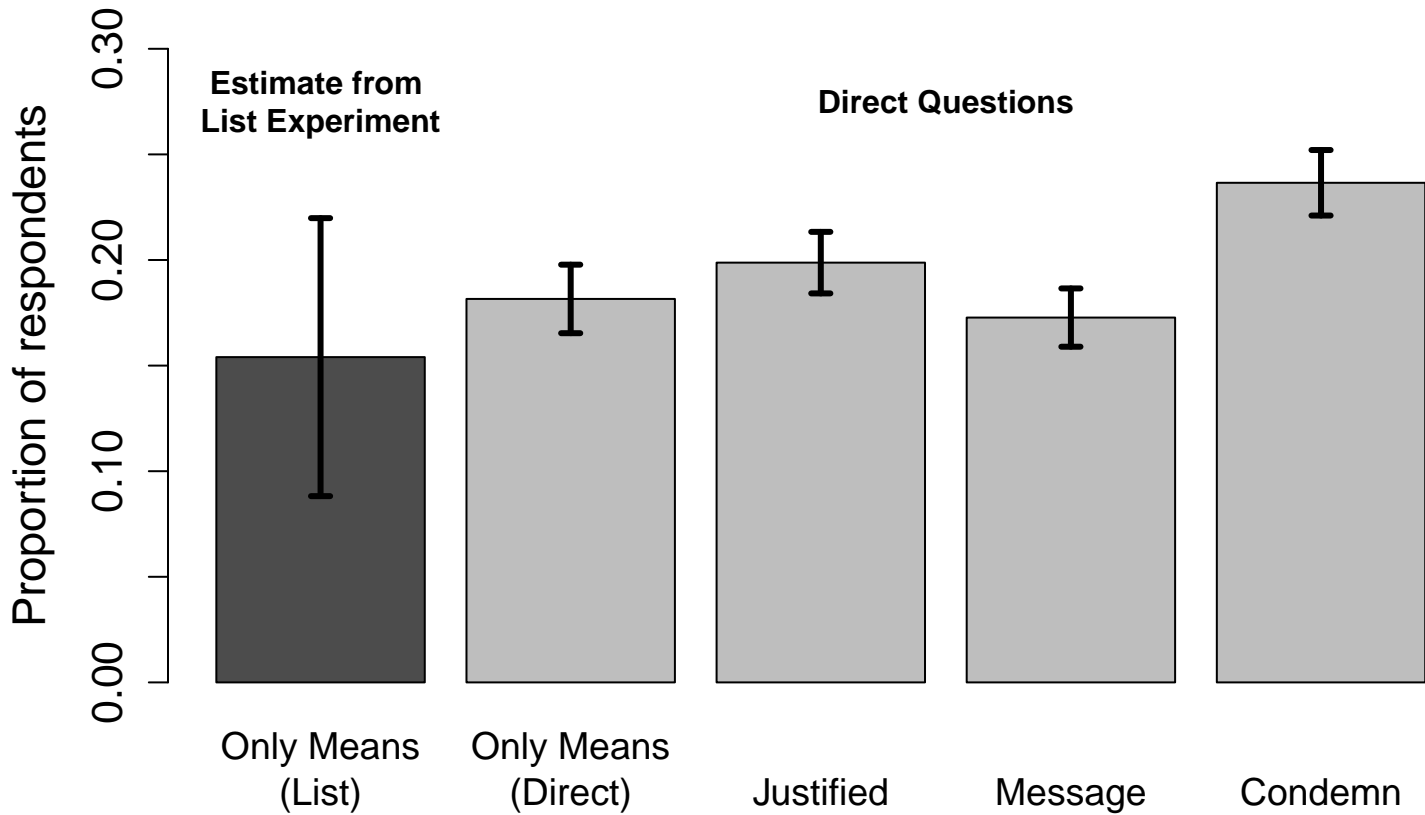 Proportion of respondents
0.30
0.20
0.10
0.00
Estimate from
List Experiment
Direct Questions
Only Means
(List)
Only Means
(Direct)
Justified
Message
Condemn